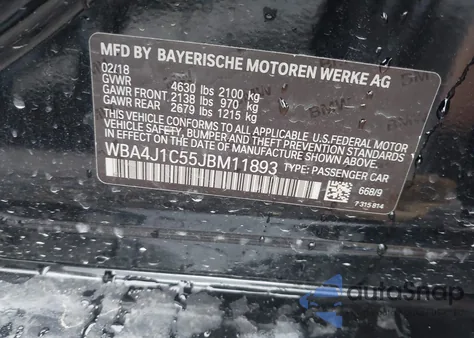 MFD BY BAYERISCHE MOTOREN WERKE AG
02/18
GVWR 4630 lbs 2100 kg
GAWR FRONT 2138 lbs 970 kg
GAWR REAR 2679 lbs 1215 kg
THIS VEHICLE CONFORMS TO ALL APPLICABLE U.S.FEDERAL MOTOR
VEHICLE SAFETY, BUMPER AND THEFT PREVENTION STANDARDS
IN EFFECT ON THE DATE OF MANUFACTURE SHOWN ABOVE.
WBA4J1C55JBM11893 TYPE: PASSENGER CAR
668/9
7 315 814
autoSnap